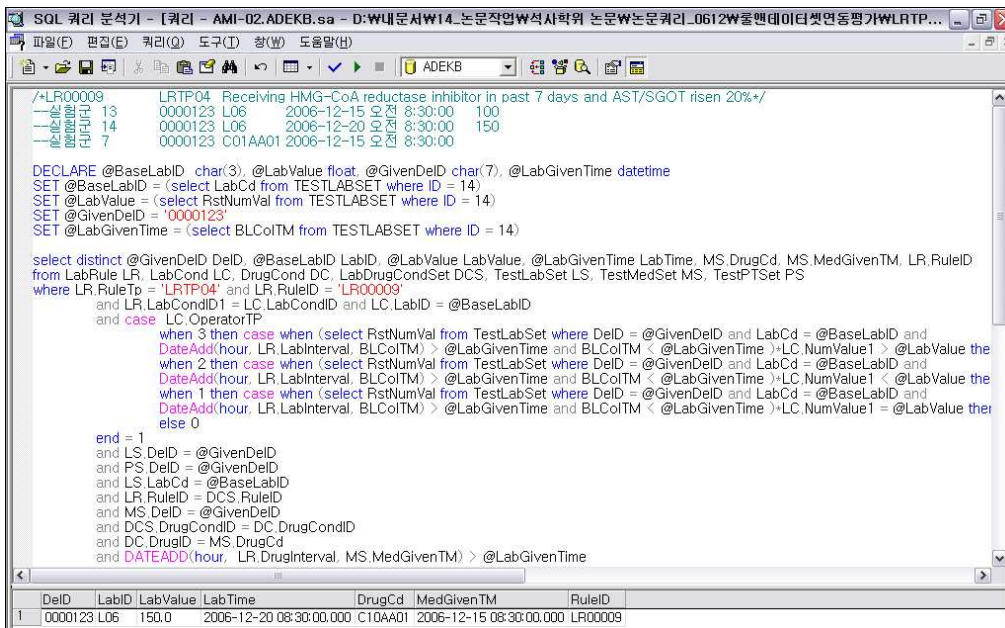 SQL 쿼리 분석기 - [쿼리 - AMI-02.ADEKB.sa - D:\내문서\14_논문작업\석사학위 논문\논문쿼리_0612\룰앤데이터셋연동평가\LRTP...
파일(F) 편집(E) 쿼리(Q) 도구(T) 창(W) 도움말(H)
ADEKB
/*LR00009 LRTP04 Receiving HMG-CoA reductase inhibitor in past 7 days and AST/SGOT risen 20%*/
--실험군 13 0000123 L06 2006-12-15 오전 8:30:00 100
--실험군 14 0000123 L06 2006-12-20 오전 8:30:00 150
--실험군 7 0000123 C01AA01 2006-12-15 오전 8:30:00
DECLARE @BaseLabID char(3), @LabValue float, @GivenDeID char(7), @LabGivenTime datetime
SET @BaseLabID = (select LabCd from TESTLABSET where ID = 14)
SET @LabValue = (select RstNumVal from TESTLABSET where ID = 14)
SET @GivenDeID = '0000123'
SET @LabGivenTime = (select BLColTM from TESTLABSET where ID = 14)
select distinct @GivenDeID DeID, @BaseLabID LabID, @LabValue LabValue, @LabGivenTime LabTime, MS.DrugCd, MS.MedGivenTM, LR.RuleID
from LabRule LR, LabCond LC, DrugCond DC, LabDrugCondSet DCS, TestLabSet LS, TestMedSet MS, TestPTSet PS
where LR.RuleTp = 'LRTP04' and LR.RuleID = 'LR00009'
and LR.LabCondID1 = LC.LabCondID and LC.LabID = @BaseLabID
and case LC.OperatorTP
when 3 then case when (select RstNumVal from TestLabSet where DeID = @GivenDeID and LabCd = @BaseLabID and
DateAdd(hour, LR.LabInterval, BLColTM) > @LabGivenTime and BLColTM < @LabGivenTime )*LC.NumValue1 > @LabValue the
when 2 then case when (select RstNumVal from TestLabSet where DeID = @GivenDeID and LabCd = @BaseLabID and
DateAdd(hour, LR.LabInterval, BLColTM) > @LabGivenTime and BLColTM < @LabGivenTime )*LC.NumValue1 < @LabValue the
when 1 then case when (select RstNumVal from TestLabSet where DeID = @GivenDeID and LabCd = @BaseLabID and
DateAdd(hour, LR.LabInterval, BLColTM) > @LabGivenTime and BLColTM < @LabGivenTime )*LC.NumValue1 = @LabValue ther
else 0
end = 1
and LS.DeID = @GivenDeID
and PS.DeID = @GivenDeID
and LS.LabCd = @BaseLabID
and LR.RuleID = DCS.RuleID
and MS.DeID = @GivenDeID
and DCS.DrugCondID = DC.DrugCondID
and DC.DrugID = MS.DrugCd
and DATEADD(hour, LR.DrugInterval, MS.MedGivenTM) > @LabGivenTime
DeID LabID LabValue LabTime DrugCd MedGivenTM RuleID
1 0000123 L06 150.0 2006-12-20 08:30:00.000 C10AA01 2006-12-15 08:30:00.000 LR00009